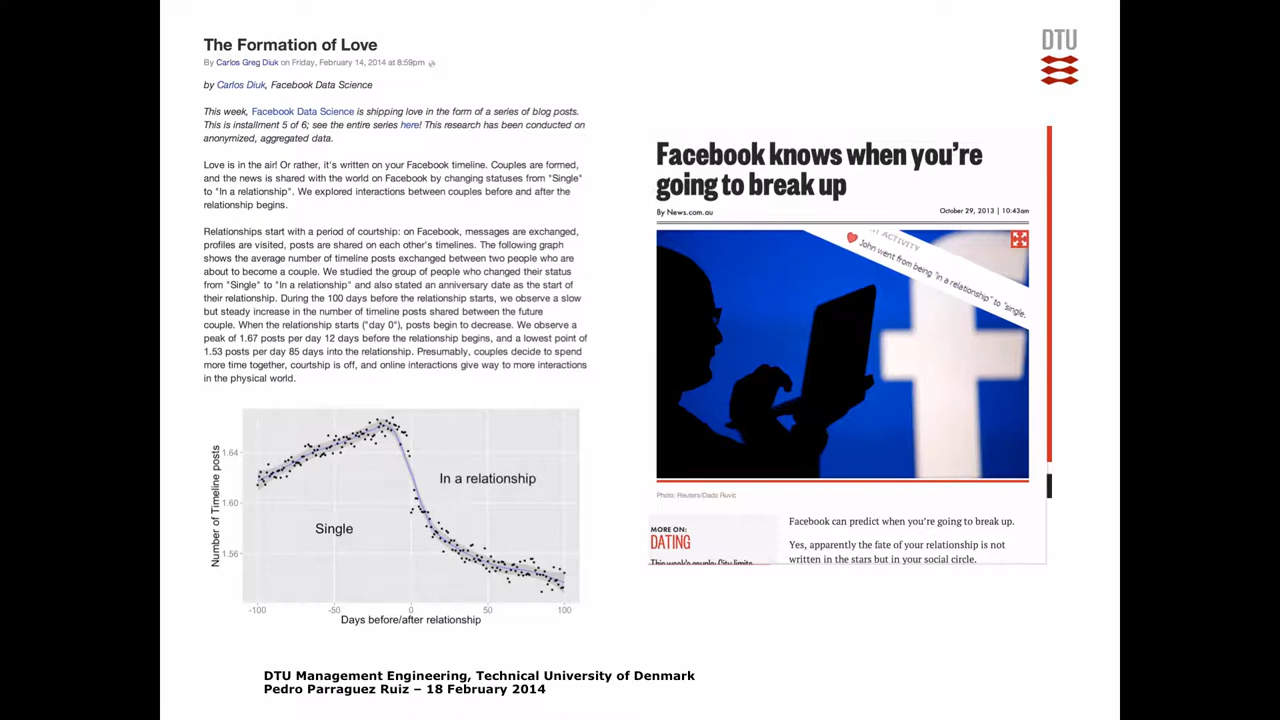 The Formation of Love
By Carlos Greg Diuk on Friday, February 14, 2014 at 8:59pm
by Carlos Diuk, Facebook Data Science
This week, Facebook Data Science is shipping love in the form of a series of blog posts.
This is installment 5 of 6; see the entire series here! This research has been conducted on
anonymized, aggregated data.
Love is in the air! Or rather, it's written on your Facebook timeline. Couples are formed,
and the news is shared with the world on Facebook by changing statuses from "Single"
to "In a relationship". We explored interactions between couples before and after the
relationship begins.
Relationships start with a period of courtship: on Facebook, messages are exchanged,
profiles are visited, posts are shared on each other's timelines. The following graph
shows the average number of timeline posts exchanged between two people who are
about to become a couple. We studied the group of people who changed their status
from "Single" to "In a relationship" and also stated an anniversary date as the start of
their relationship. During the 100 days before the relationship starts, we observe a slow
but steady increase in the number of timeline posts shared between the future
couple. When the relationship starts ("day 0"), posts begin to decrease. We observe a
peak of 1.67 posts per day 12 days before the relationship begins, and a lowest point of
1.53 posts per day 85 days into the relationship. Presumably, couples decide to spend
more time together, courtship is off, and online interactions give way to more interactions
in the physical world.
Number of Timeline posts
1.64
1.60
1.56
In a relationship
Single
-100 -50 0 50 100
Days before/after relationship
DTU
Facebook knows when you're
going to break up
By News.com.au October 29, 2013 | 10:43am
ACTIVITY
John went from being "in a relationship" to "single.
Photo: Reuters/Dado Ruvic
MORE ON:
DATING
This week's couple: City limits
Facebook can predict when you're going to break up.
Yes, apparently the fate of your relationship is not
written in the stars but in your social circle.
DTU Management Engineering, Technical University of Denmark
Pedro Parraguez Ruiz – 18 February 2014